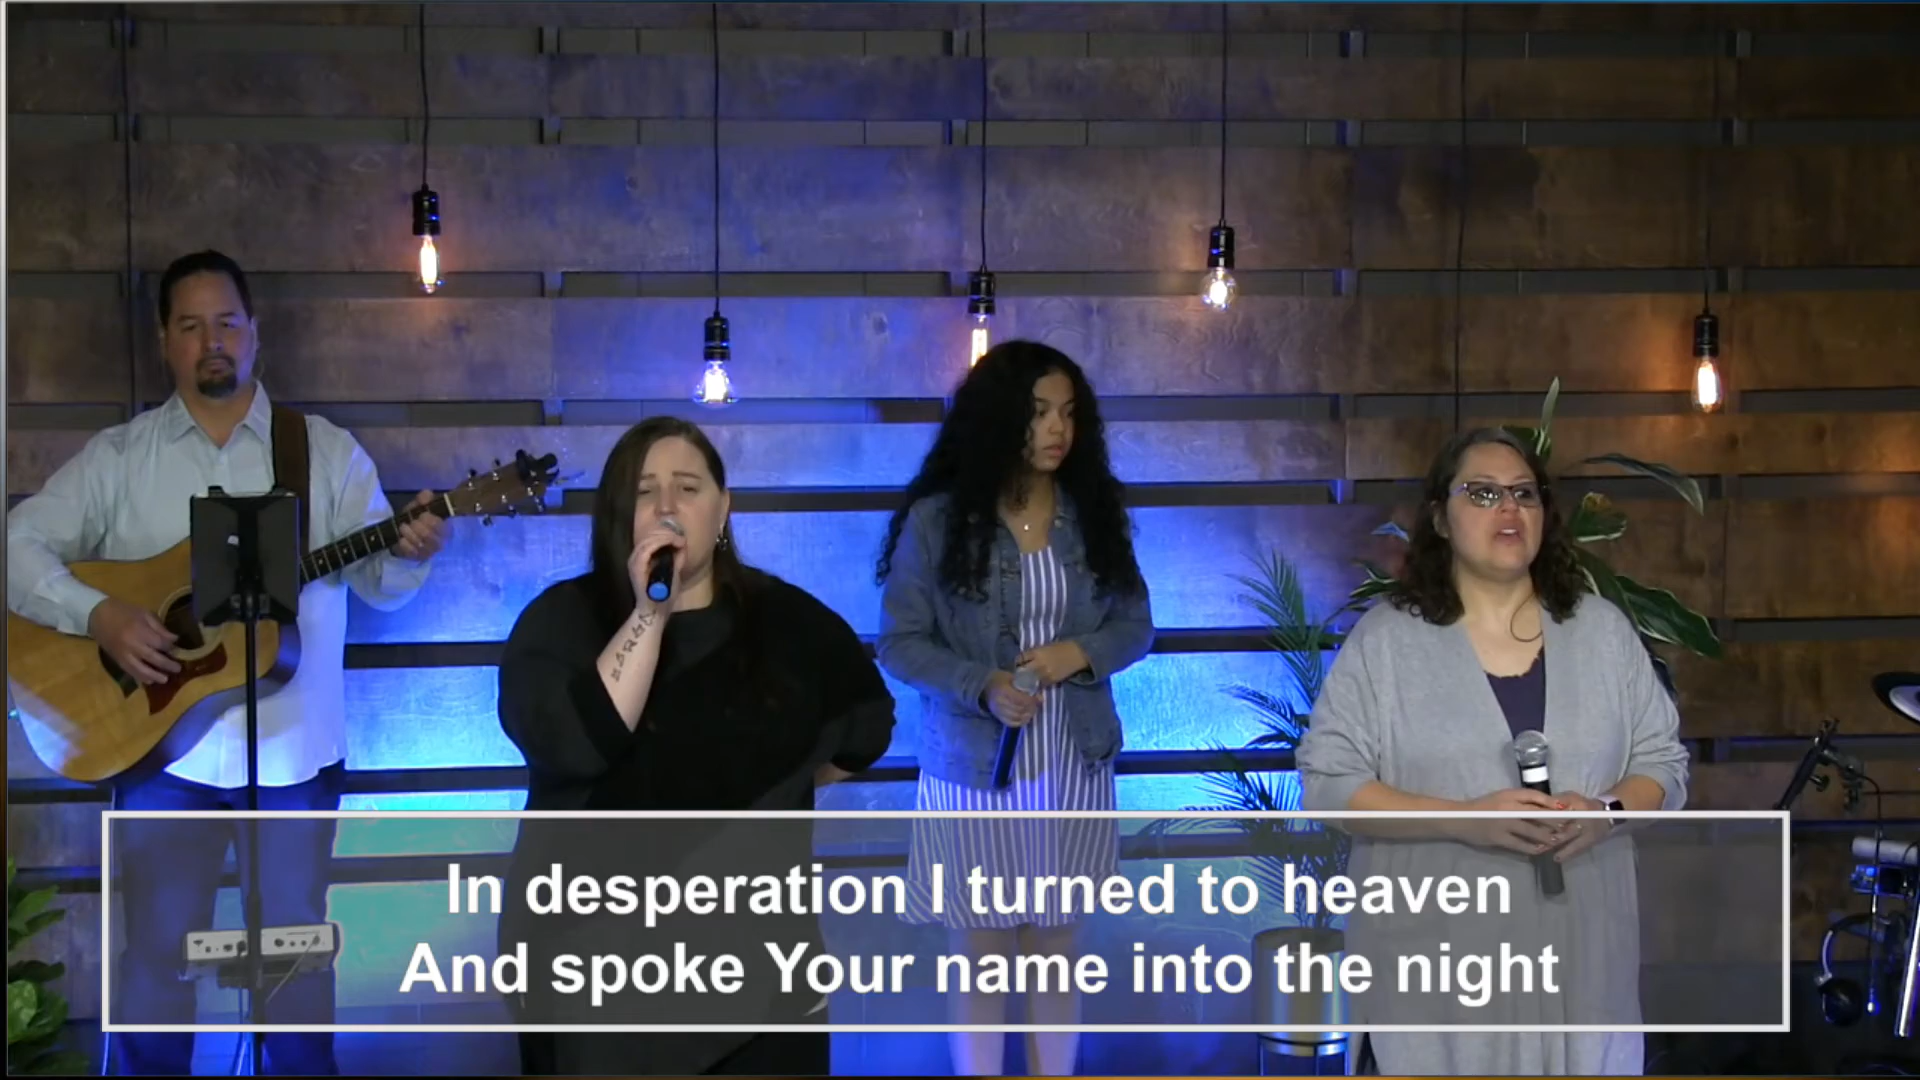 In desperation I turned to heaven
And spoke Your name into the night